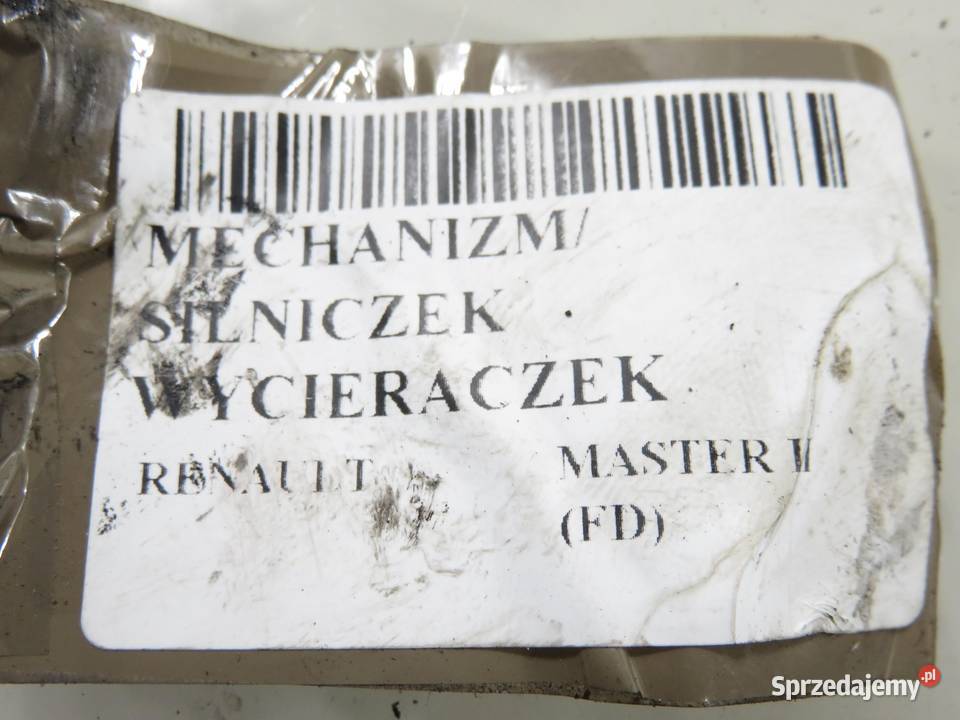 MECHANIZM/
SILNICZEK
WYCIERACZEK
RENAULT MASTER II
(FD)
Sprzedajemy.pl